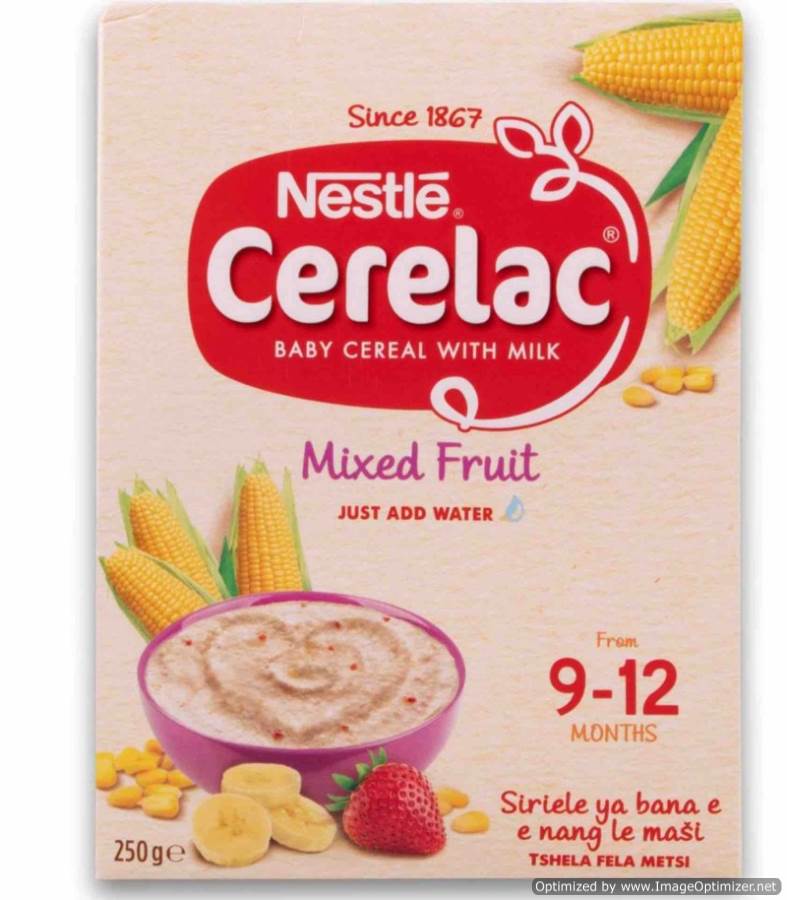 Since 1867
Nestlé®
Cerelac®
BABY CEREAL WITH MILK
Mixed Fruit
JUST ADD WATER
From
9-12
MONTHS
Siriele ya bana e
e nang le maši
TSHELA FELA METSI
250 g e
Optimized by www.ImageOptimizer.net